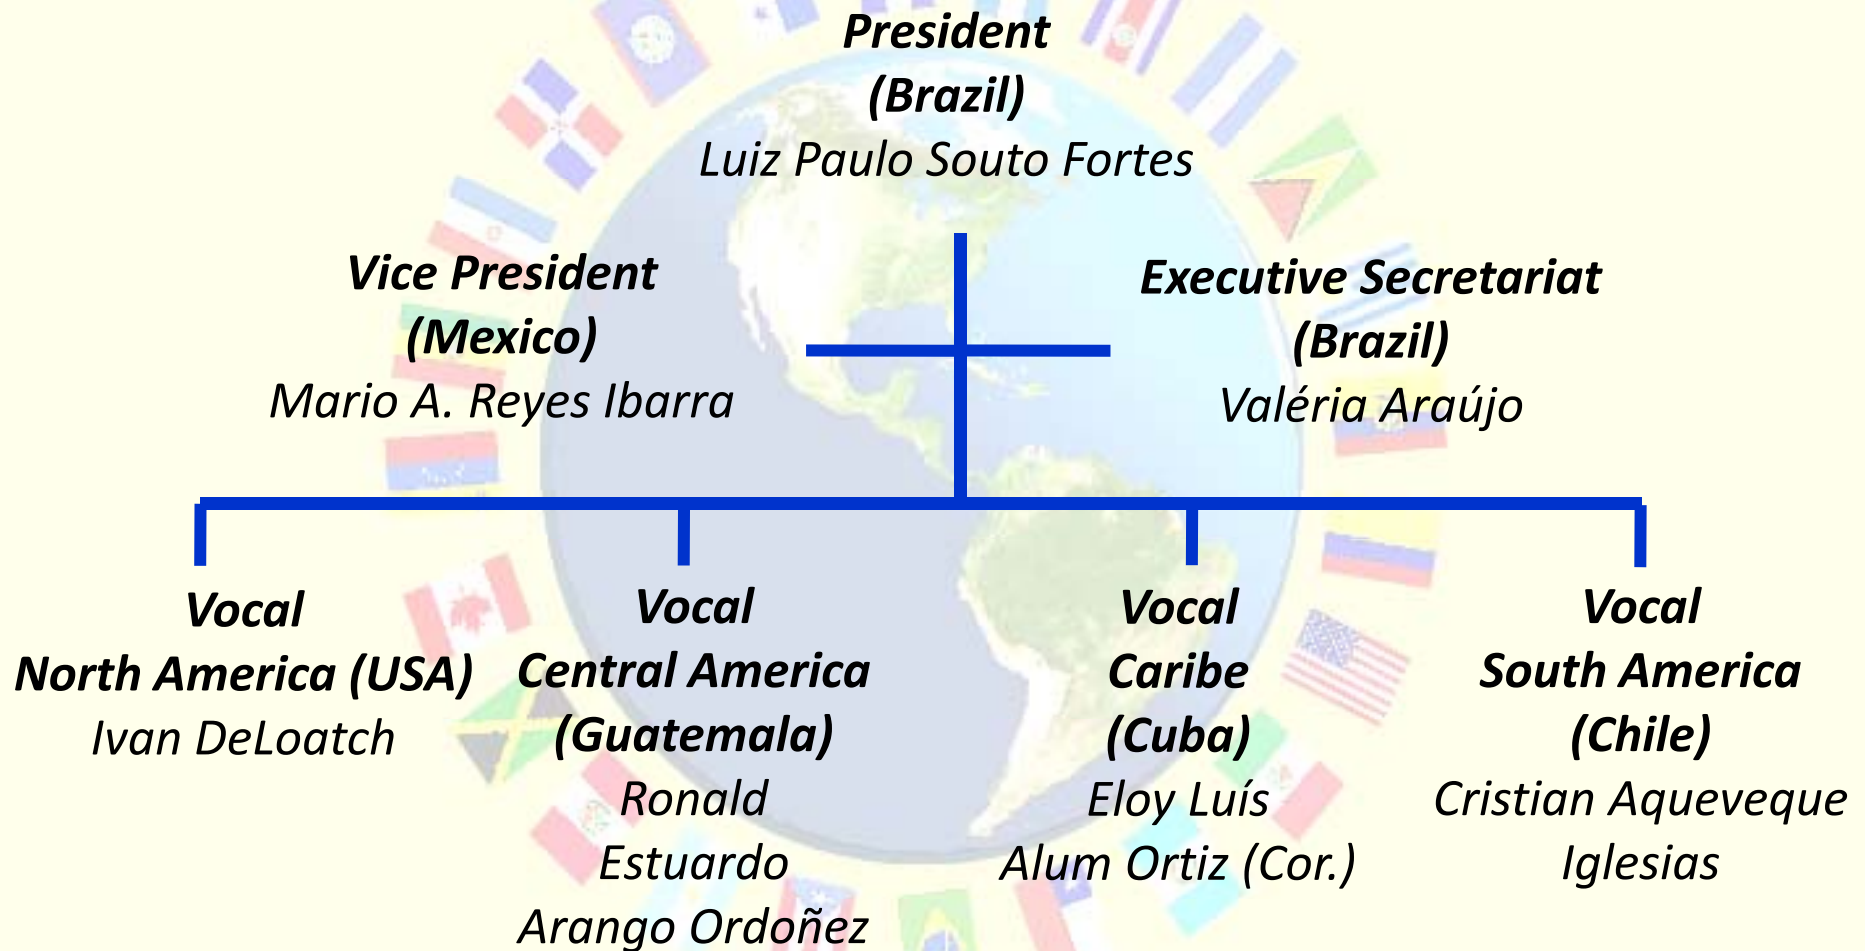 President
(Brazil)
Luiz Paulo Souto Fortes
Vice President
(Mexico)
Mario A. Reyes Ibarra
Executive Secretariat
(Brazil)
Valéria Araújo
Vocal
North America (USA)
Ivan DeLoatch
Vocal
Central America
(Guatemala)
Ronald
Estuardo
Arango Ordoñez
Vocal
Caribe
(Cuba)
Eloy Luís
Alum Ortiz (Cor.)
Vocal
South America
(Chile)
Cristian Aqueveque
Iglesias